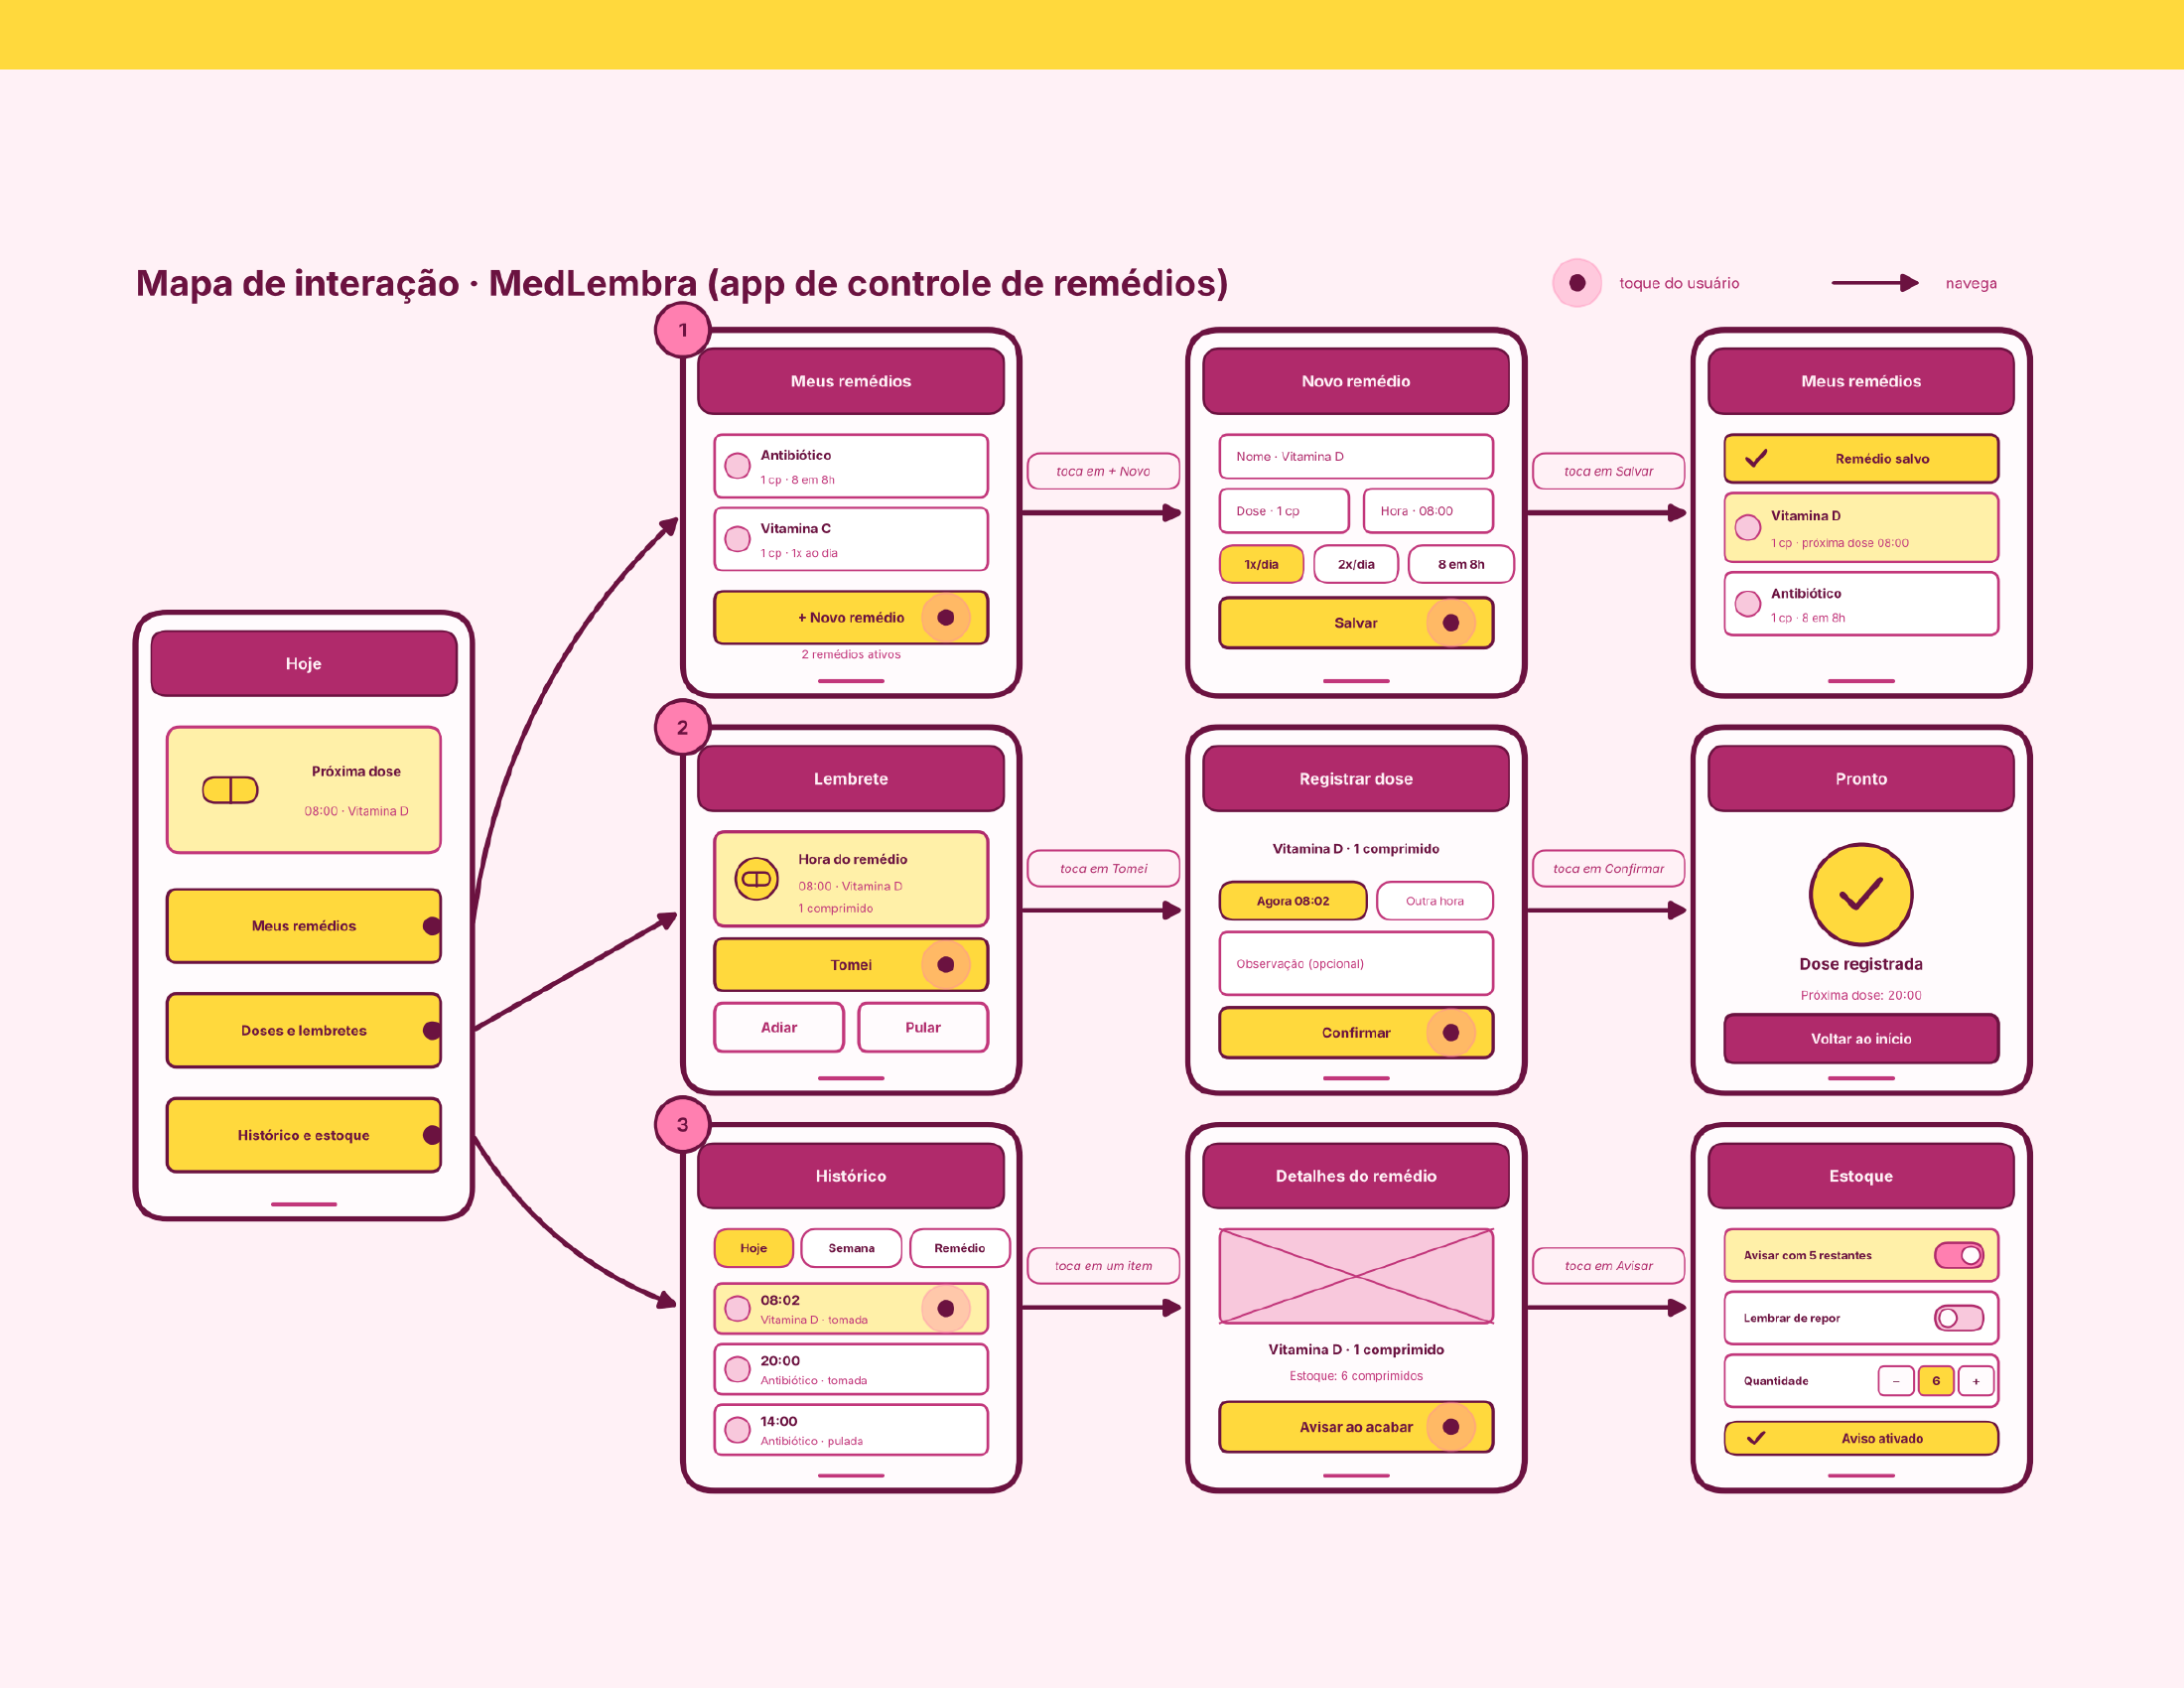 Mapa de interação · MedLembra (app de controle de remédios)
toque do usuário
navega
Hoje
Próxima dose
08:00 · Vitamina D
Meus remédios
Doses e lembretes
Histórico e estoque
1
Meus remédios
Antibiótico
1 cp · 8 em 8h
Vitamina C
1 cp · 1x ao dia
+ Novo remédio
2 remédios ativos
toca em + Novo
Novo remédio
Nome · Vitamina D
Dose · 1 cp
Hora · 08:00
1x/dia
2x/dia
8 em 8h
Salvar
toca em Salvar
Meus remédios
Remédio salvo
Vitamina D
1 cp · próxima dose 08:00
Antibiótico
1 cp · 8 em 8h
2
Lembrete
Hora do remédio
08:00 · Vitamina D
1 comprimido
Tomei
Adiar
Pular
toca em Tomei
Registrar dose
Vitamina D · 1 comprimido
Agora 08:02
Outra hora
Observação (opcional)
Confirmar
toca em Confirmar
Pronto
Dose registrada
Próxima dose: 20:00
Voltar ao início
3
Histórico
Hoje
Semana
Remédio
08:02
Vitamina D · tomada
20:00
Antibiótico · tomada
14:00
Antibiótico · pulada
toca em um item
Detalhes do remédio
Vitamina D · 1 comprimido
Estoque: 6 comprimidos
Avisar ao acabar
toca em Avisar
Estoque
Avisar com 5 restantes
Lembrar de repor
Quantidade
– 6 +
Aviso ativado